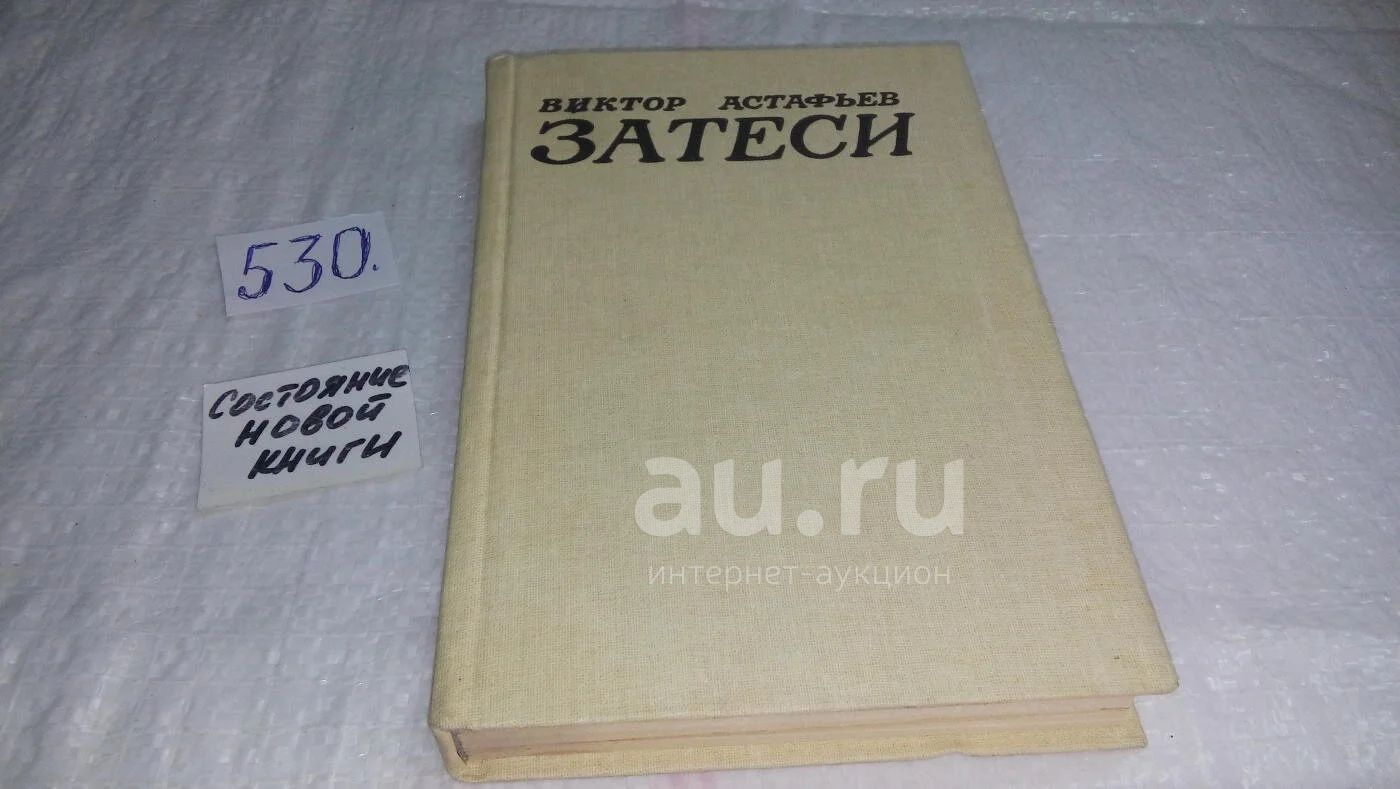 ВИКТОР АСТАФЬЕВ
ЗАТЕСИ
530.
Состояние
новой
книги
au.ru
интернет-аукцион